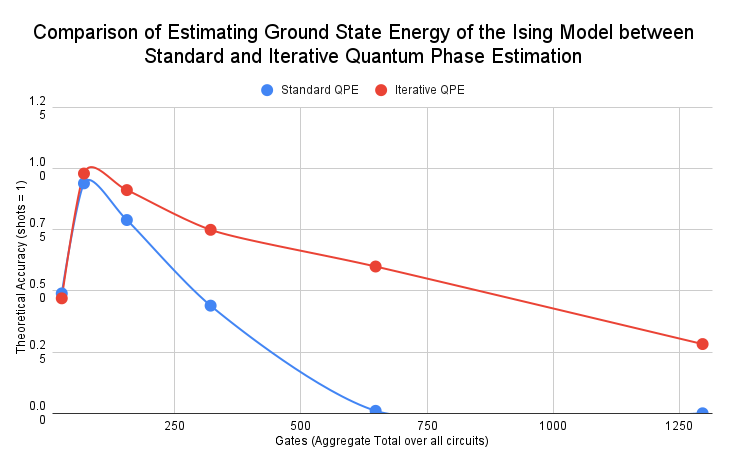 Comparison of Estimating Ground State Energy of the Ising Model between
Standard and Iterative Quantum Phase Estimation
Standard QPE
Iterative QPE
Theoretical Accuracy (shots = 1)
1.2
5
1.0
0
0.7
5
0.5
0
0.2
5
0.0
0
250
500
750
1000
1250
Gates (Aggregate Total over all circuits)